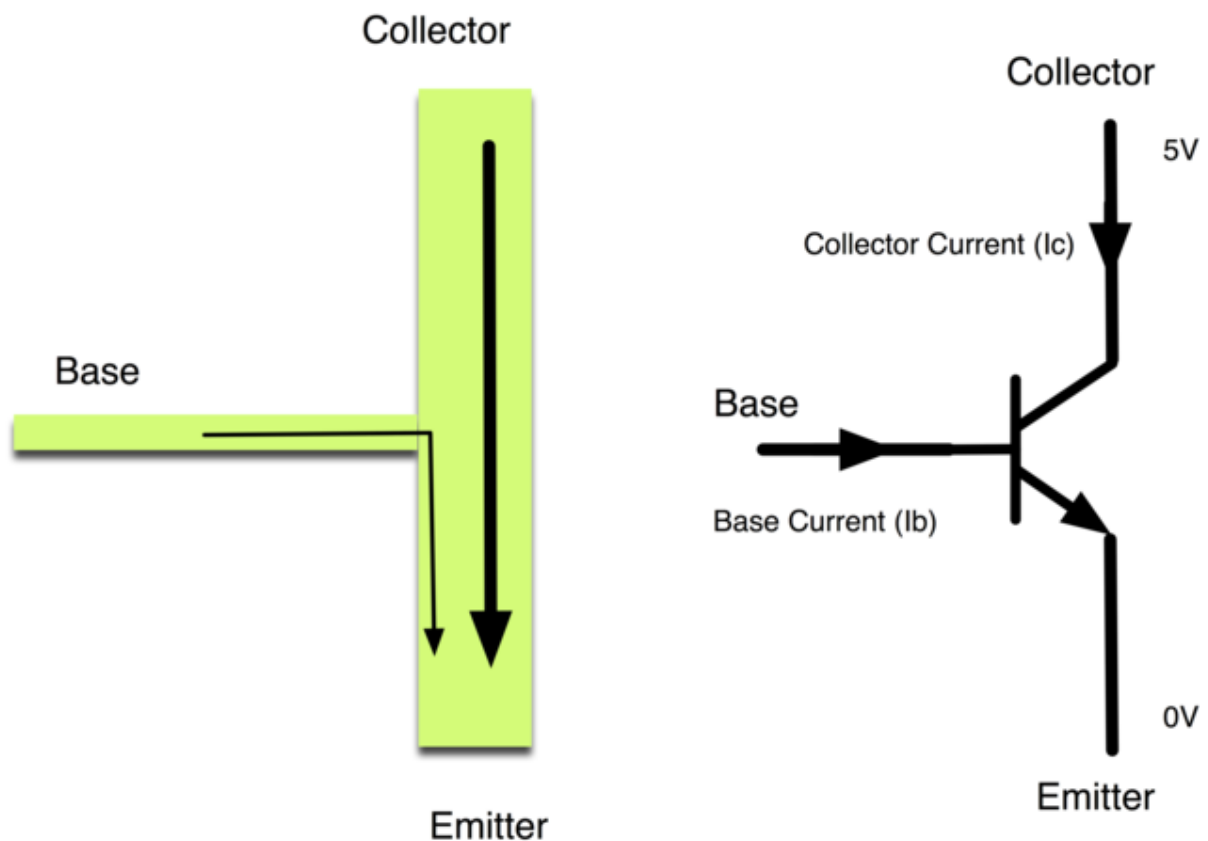 Collector
Base
Emitter
Collector
5V
Collector Current (Ic)
Base
Base Current (Ib)
0V
Emitter